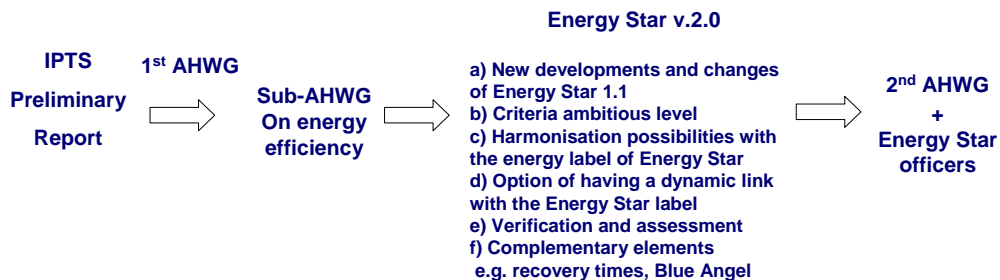 IPTS
Preliminary
Report
1st AHWG
Sub-AHWG
On energy
efficiency
Energy Star v.2.0
a) New developments and changes
of Energy Star 1.1
b) Criteria ambitious level
c) Harmonisation possibilities with
the energy label of Energy Star
d) Option of having a dynamic link
with the Energy Star label
e) Verification and assessment
f) Complementary elements
e.g. recovery times, Blue Angel
2nd AHWG
+
Energy Star
officers